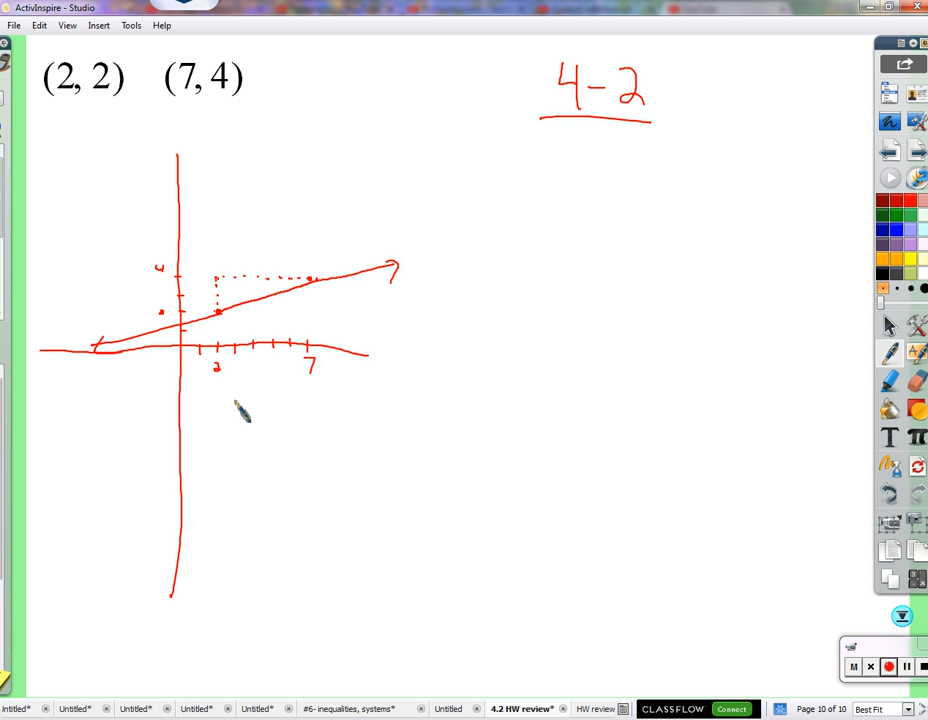 ActivInspire - Studio
File Edit View Insert Tools Help
(2, 2) (7, 4)
4 - 2
4
2 7
M
ntitled* Untitled* Untitled* Untitled* Untitled* #6- inequalities, systems* Untitled 4.2 HW review* HW review CLASSFLOW Connect Page 10 of 10 Best Fit